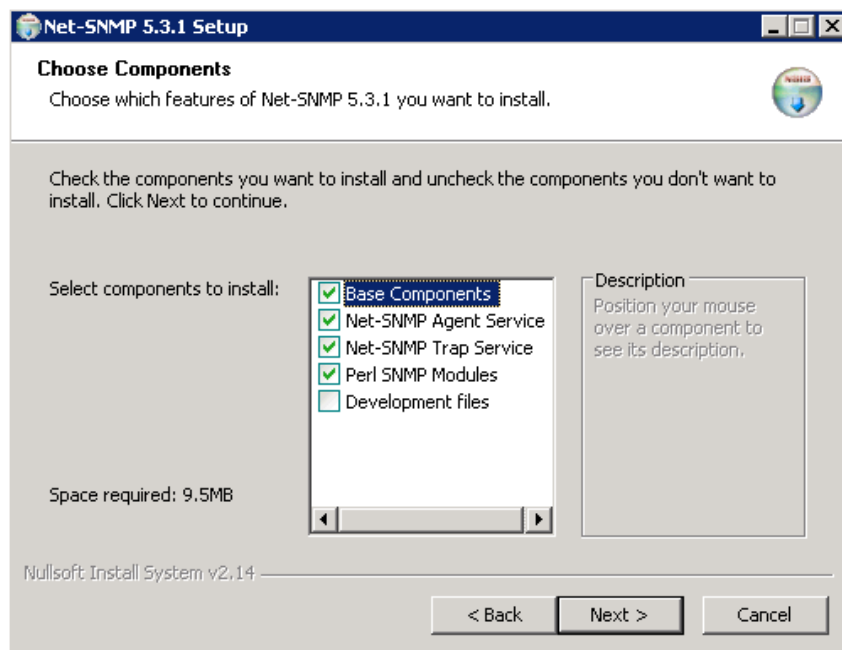 Net-SNMP 5.3.1 Setup
Choose Components
Choose which features of Net-SNMP 5.3.1 you want to install.
Check the components you want to install and uncheck the components you don't want to
install. Click Next to continue.
Select components to install:
Base Components
Net-SNMP Agent Service
Net-SNMP Trap Service
Perl SNMP Modules
Development files
Description
Position your mouse
over a component to
see its description.
Space required: 9.5MB
Nullsoft Install System v2.14
< Back
Next >
Cancel